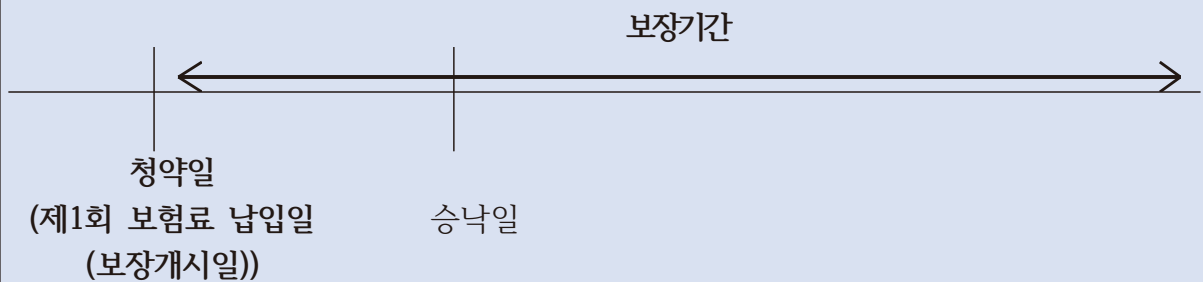 보장기간
청약일
(제1회 보험료 납입일
(보장개시일))
승낙일